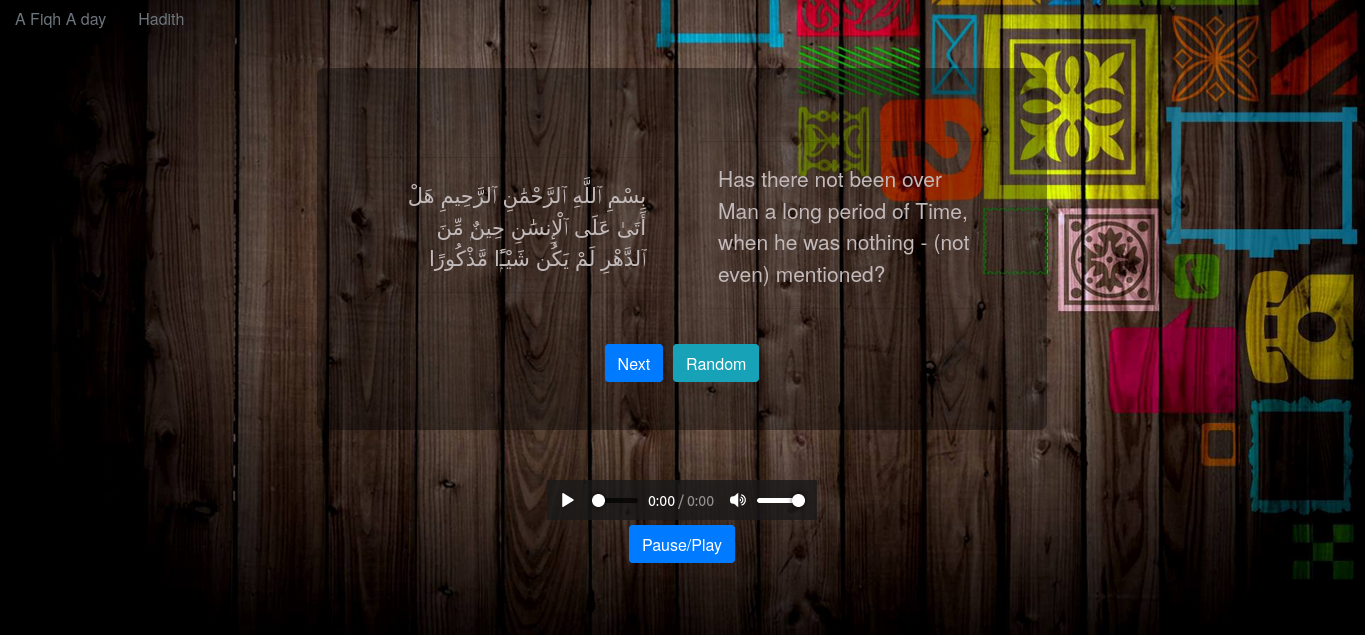 A Fiqh A day
Hadith
بِسْمِ ٱللَّهِ ٱلرَّحْمَٰنِ ٱلرَّحِيمِ هَلْ
أَتَىٰ عَلَى ٱلْإِنسَٰنِ حِينٌ مِّنَ
ٱلدَّهْرِ لَمْ يَكُن شَيْـًٔا مَّذْكُورًا
Has there not been over
Man a long period of Time,
when he was nothing - (not
even) mentioned?
Next
Random
0:00 / 0:00
Pause/Play